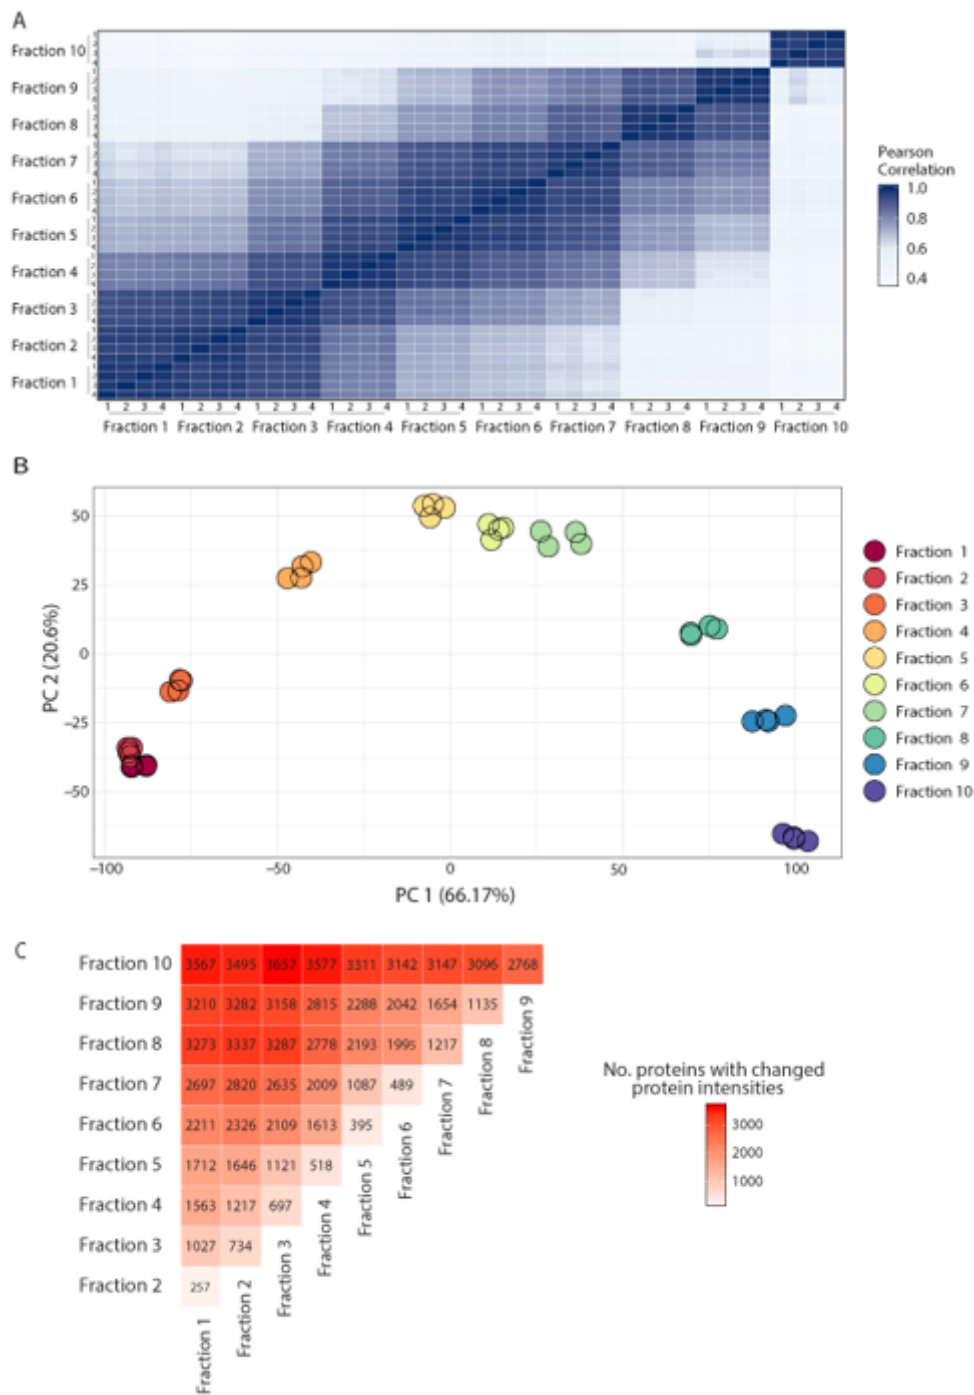 A
Fraction 10
Fraction 9
Fraction 8
Fraction 7
Fraction 6
Fraction 5
Fraction 4
Fraction 3
Fraction 2
Fraction 1
1 2 3 4 1 2 3 4 1 2 3 4 1 2 3 4 1 2 3 4 1 2 3 4 1 2 3 4 1 2 3 4 1 2 3 4 1 2 3 4
Fraction 1 Fraction 2 Fraction 3 Fraction 4 Fraction 5 Fraction 6 Fraction 7 Fraction 8 Fraction 9 Fraction 10
Pearson
Correlation
1.0
0.8
0.6
0.4
B
PC 2 (20.6%)
50
25
0
−25
−50
−100 −50 0 50 100
PC 1 (66.17%)
Fraction 1
Fraction 2
Fraction 3
Fraction 4
Fraction 5
Fraction 6
Fraction 7
Fraction 8
Fraction 9
Fraction 10
C
Fraction 10 3567 3495 3657 3577 3311 3142 3147 3096 2768
Fraction 9 3210 3282 3158 2815 2288 2042 1654 1135
Fraction 8 3273 3337 3287 2778 2193 1995 1217
Fraction 7 2697 2820 2635 2009 1087 489
Fraction 6 2211 2326 2109 1613 395
Fraction 5 1712 1646 1121 518
Fraction 4 1563 1217 697
Fraction 3 1027 734
Fraction 2 257
Fraction 1
Fraction 2
Fraction 3
Fraction 4
Fraction 5
Fraction 6
Fraction 7
Fraction 8
Fraction 9
No. proteins with changed
protein intensities
3000
2000
1000